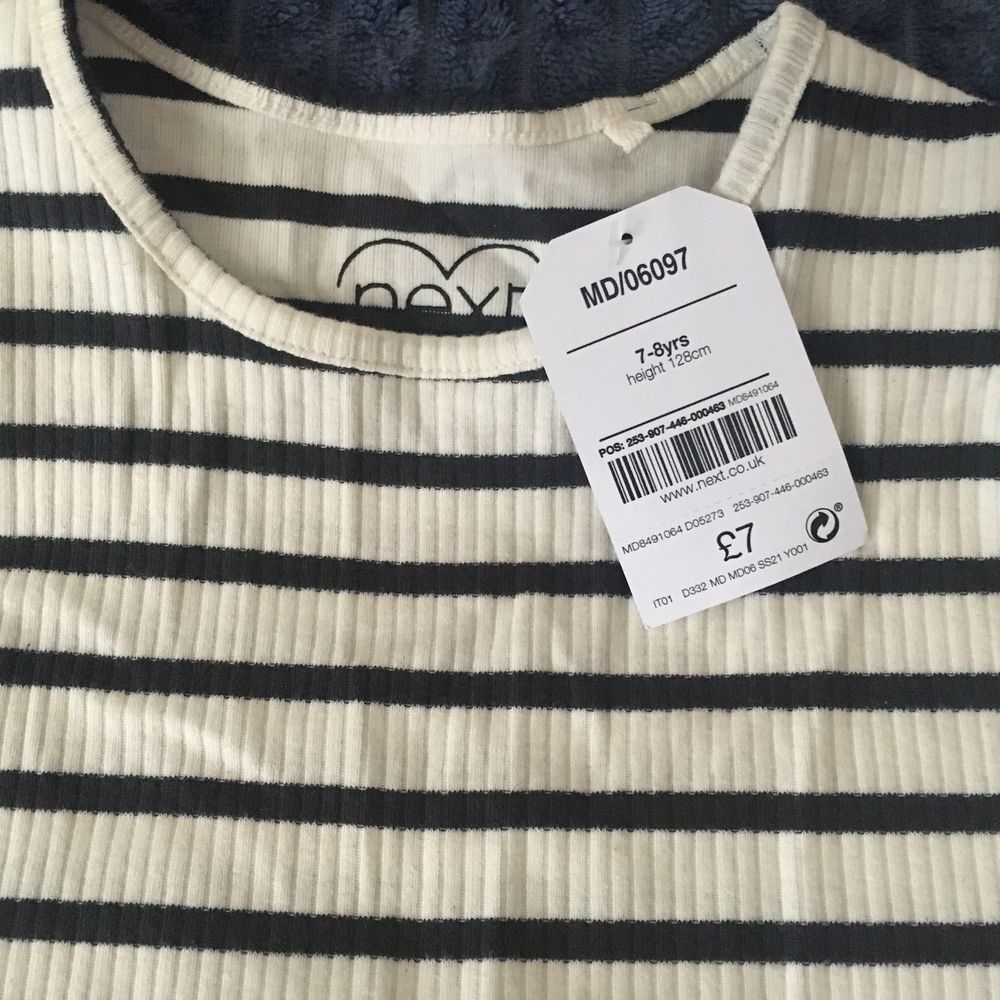 next
MD/06097
7-8yrs
height 128cm
POS: 253-907-446-000463 MD8491064
www.next.co.uk
MD8491064 D05273 253-907-446-000463
£7
IT01 D332 MD MD06 SS21 Y001